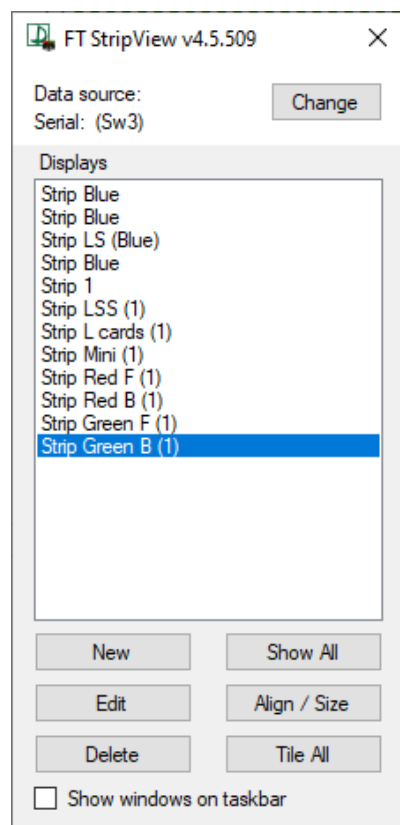 FT StripView v4.5.509
Data source:
Serial: (Sw3)
Change
Displays
Strip Blue
Strip Blue
Strip LS (Blue)
Strip Blue
Strip 1
Strip LSS (1)
Strip L cards (1)
Strip Mini (1)
Strip Red F (1)
Strip Red B (1)
Strip Green F (1)
Strip Green B (1)
New
Show All
Edit
Align / Size
Delete
Tile All
Show windows on taskbar